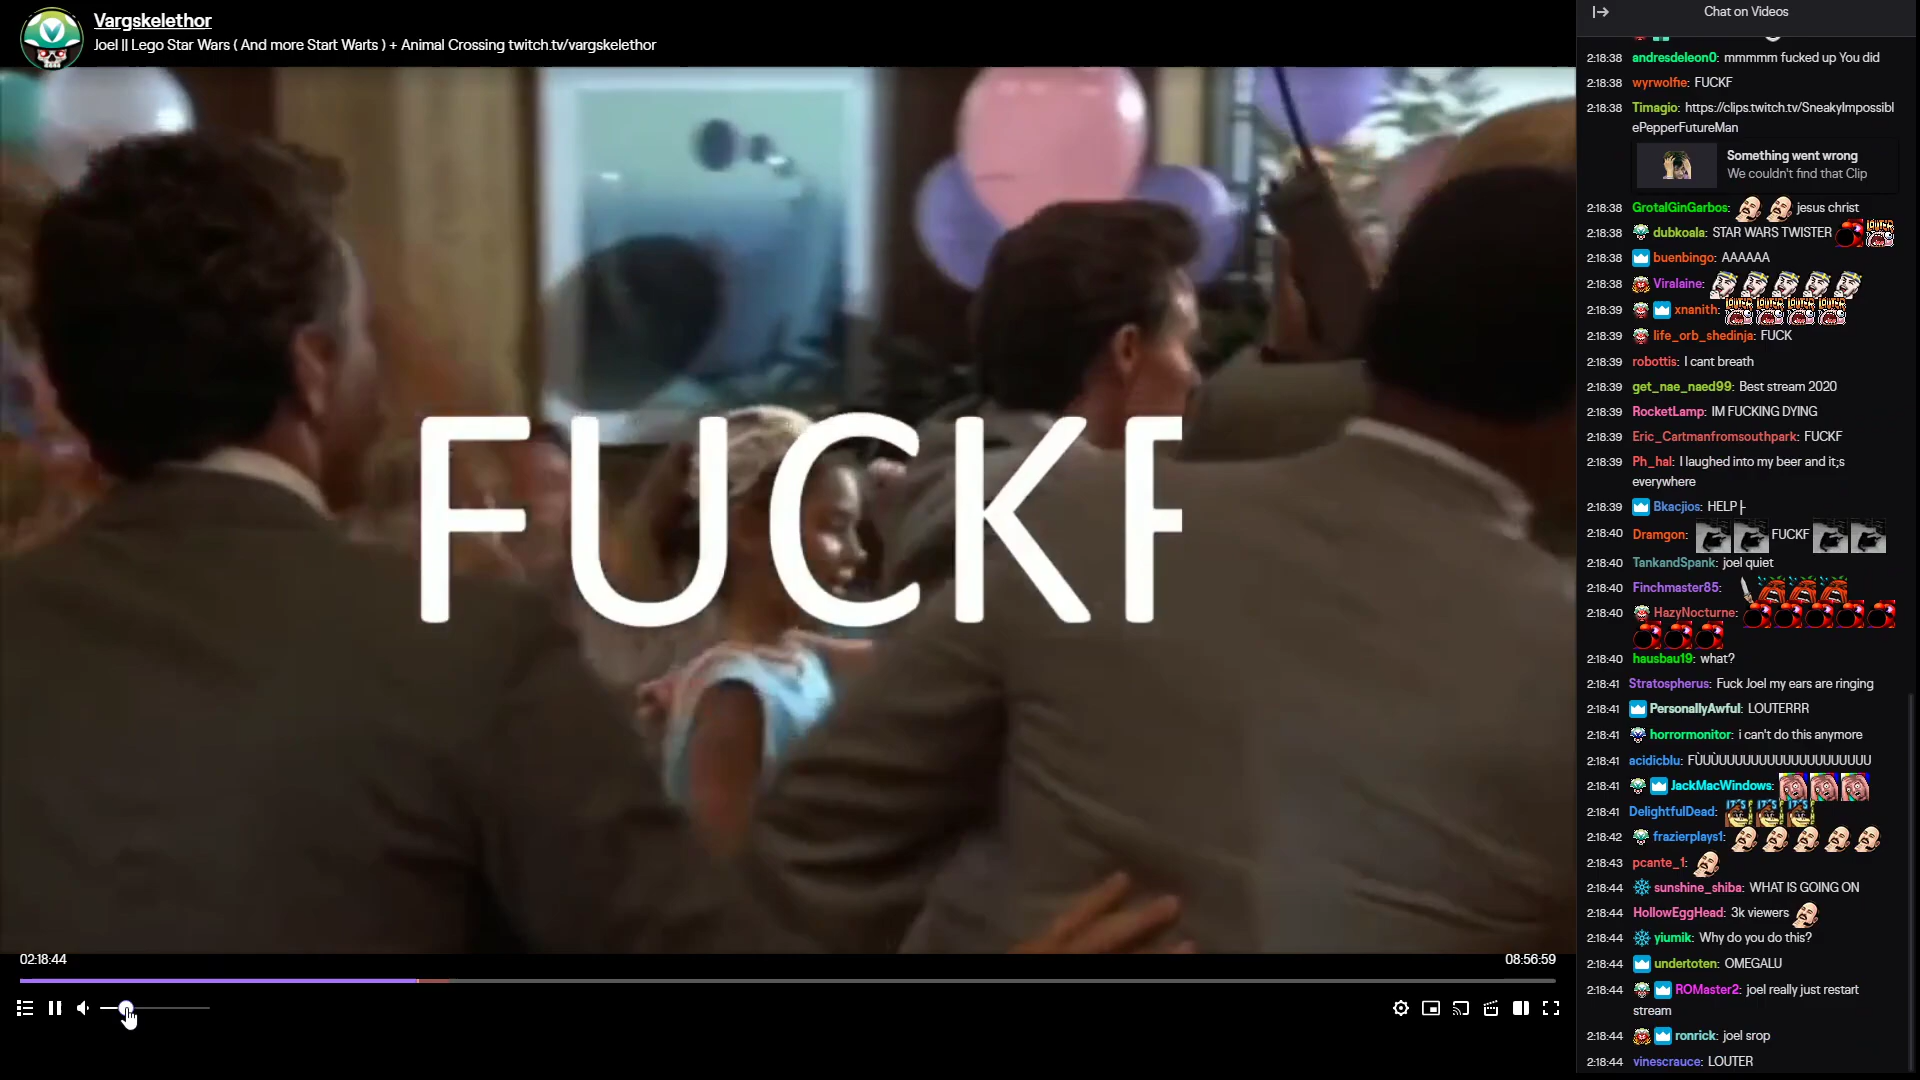 Vargskelethor
Joel || Lego Star Wars ( And more Start Warts ) + Animal Crossing twitch.tv/vargskelethor
FUCKF
02:18:44
08:56:59
Chat on Videos
2:18:38 andresdeleon0: mmmmm fucked up You did
2:18:38 wyrwolfie: FUCKF
2:18:38 Timagio: https://clips.twitch.tv/SneakyImpossibl
ePepperFutureMan
Something went wrong
We couldn't find that Clip
2:18:38 GrotalGinGarbos: jesus christ
2:18:38 dubkoala: STAR WARS TWISTER
2:18:38 buenbingo: AAAAAA
2:18:38 Viralaine:
2:18:39 xnanith:
2:18:39 life_orb_shedinja: FUCK
2:18:39 robottis: I cant breath
2:18:39 get_nae_naed99: Best stream 2020
2:18:39 RocketLamp: IM FUCKING DYING
2:18:39 Eric_Cartmanfromsouthpark: FUCKF
2:18:39 Ph_hal: I laughed into my beer and it;s
everywhere
2:18:39 Bkacjios: HELP
2:18:40 Dramgon: FUCKF
2:18:40 TankandSpank: joel quiet
2:18:40 Finchmaster85:
2:18:40 HazyNocturne:
2:18:40 hausbau19: what?
2:18:41 Stratospherus: Fuck Joel my ears are ringing
2:18:41 PersonallyAwful: LOUTERRR
2:18:41 horrormonitor: i can't do this anymore
2:18:41 acidicblu: FÙUÙUUUUUUUUUUUUUUUUUUUU
2:18:41 JackMacWindows:
2:18:41 DelightfulDead:
2:18:42 frazierplays1:
2:18:43 pcante_1:
2:18:44 sunshine_shiba: WHAT IS GOING ON
2:18:44 HollowEggHead: 3k viewers
2:18:44 yiumik: Why do you do this?
2:18:44 undertoten: OMEGALU
2:18:44 ROMaster2: joel really just restart
stream
2:18:44 ronrick: joel srop
2:18:44 vinescrauce: LOUTER